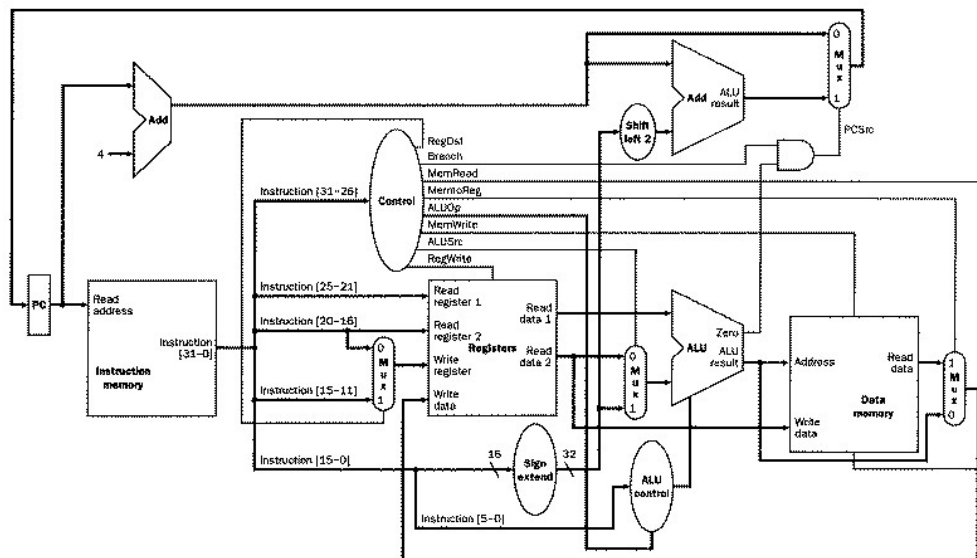 0
M
u
x
1
Add
ALU
result
Add
Shift
left 2
PCSrc
4
RegDst
Branch
MemRead
MemtoReg
ALUOp
MemWrite
ALUSrc
RegWrite
Instruction [31–26]
Control
PC
Read
address
Instruction
[31–0]
Instruction
memory
Instruction [25–21]
Instruction [20–16]
Instruction [15–11]
0
M
u
x
1
Read
register 1
Read
register 2
Write
register
Write
data
Registers
Read
data 1
Read
data 2
0
M
u
x
1
Zero
ALU
ALU
result
Address
Write
data
Read
data
Data
memory
1
M
u
x
0
Instruction [15–0]
16
Sign
extend
32
ALU
control
Instruction [5–0]